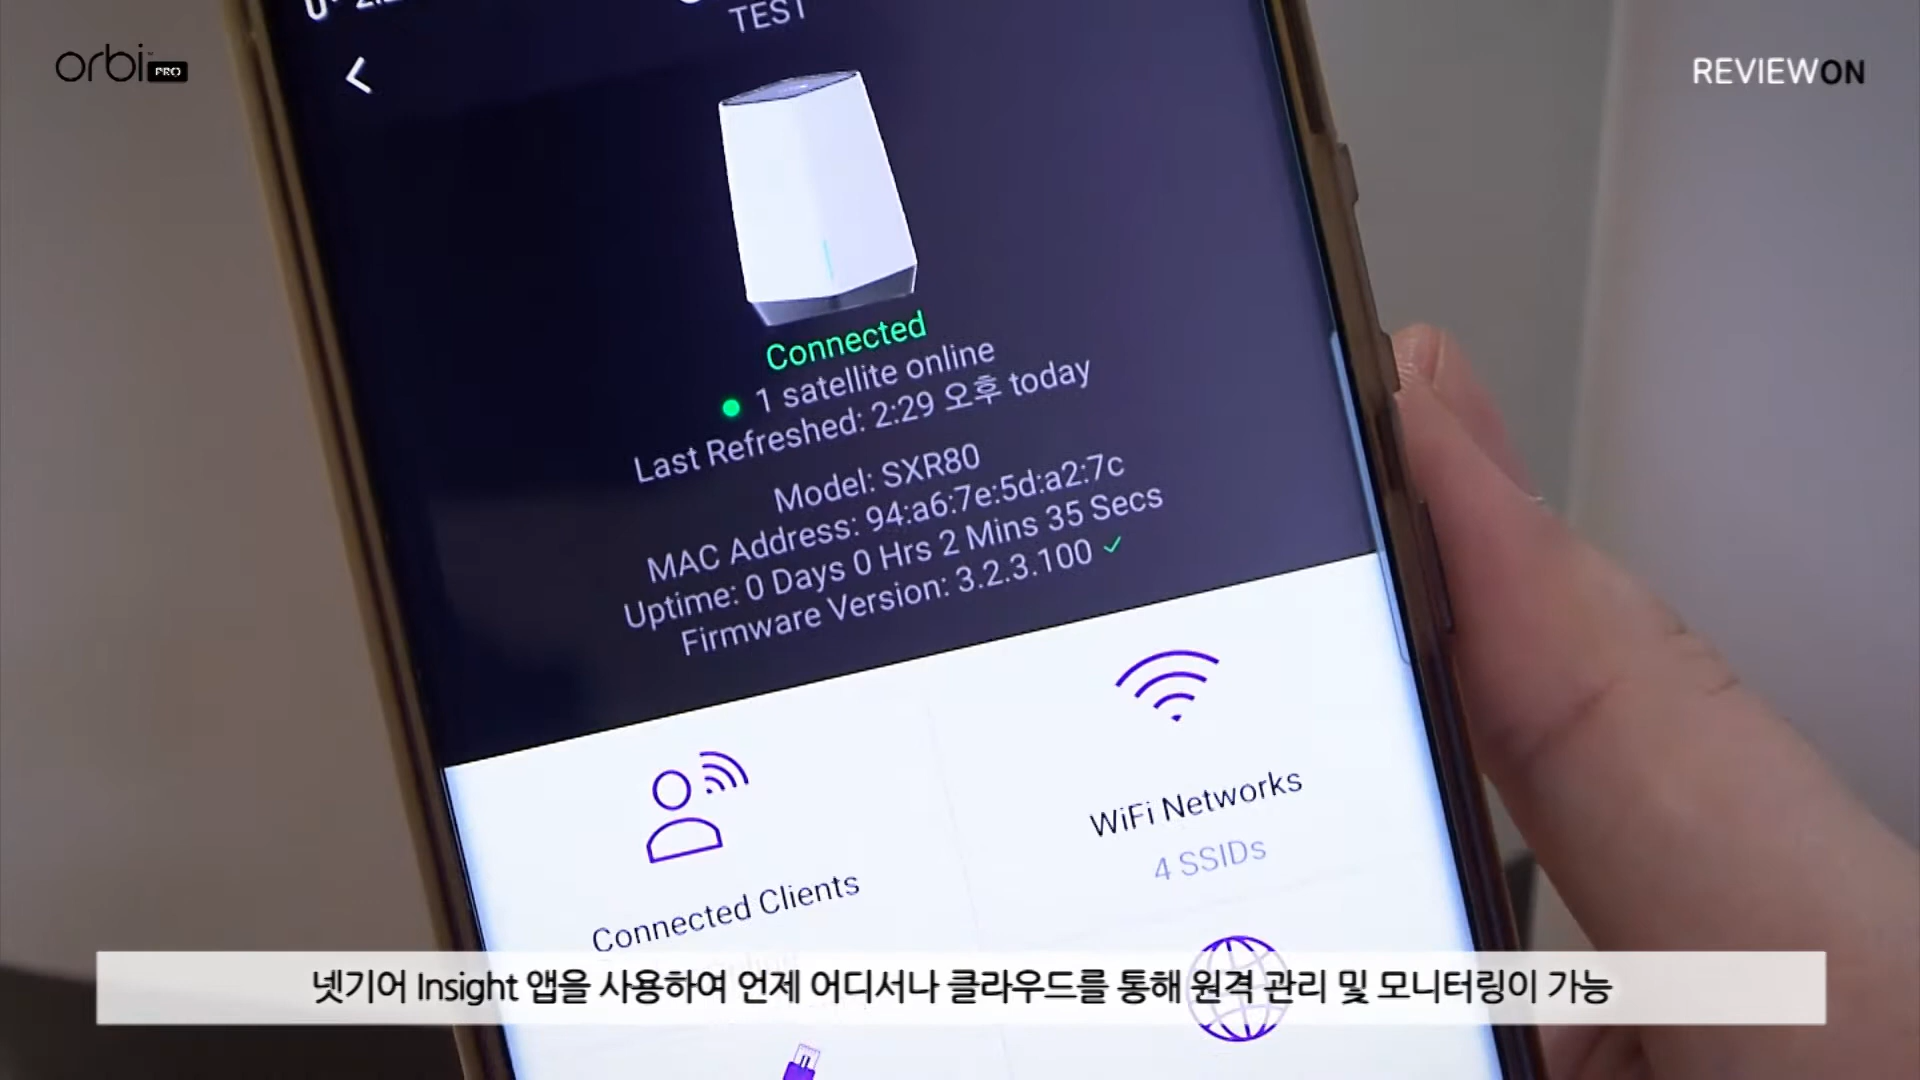 orbi PRO
REVIEWON
TEST
Connected
1 satellite online
Last Refreshed: 2:29 오후 today
Model: SXR80
MAC Address: 94:a6:7e:5d:a2:7c
Uptime: 0 Days 0 Hrs 2 Mins 35 Secs
Firmware Version: 3.2.3.100
WiFi Networks
4 SSIDs
Connected Clients
넷기어 Insight 앱을 사용하여 언제 어디서나 클라우드를 통해 원격 관리 및 모니터링이 가능